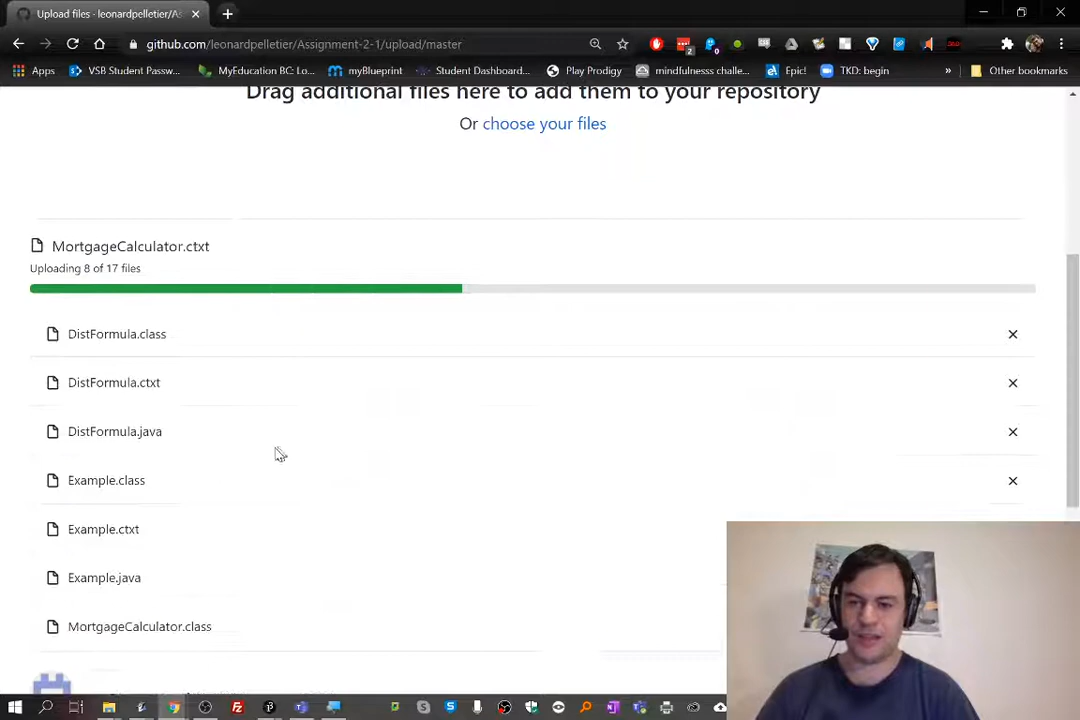 Upload files - leonardpelletier/As
github.com/leonardpelletier/Assignment-2-1/upload/master
Apps VSB Student Passw... MyEducation BC: Lo... myBlueprint Student Dashboard... Play Prodigy mindfulnesss challe... Epic! TKD: begin » Other bookmarks
Drag additional files here to add them to your repository
Or choose your files
MortgageCalculator.ctxt
Uploading 8 of 17 files
DistFormula.class
DistFormula.ctxt
DistFormula.java
Example.class
Example.ctxt
Example.java
MortgageCalculator.class